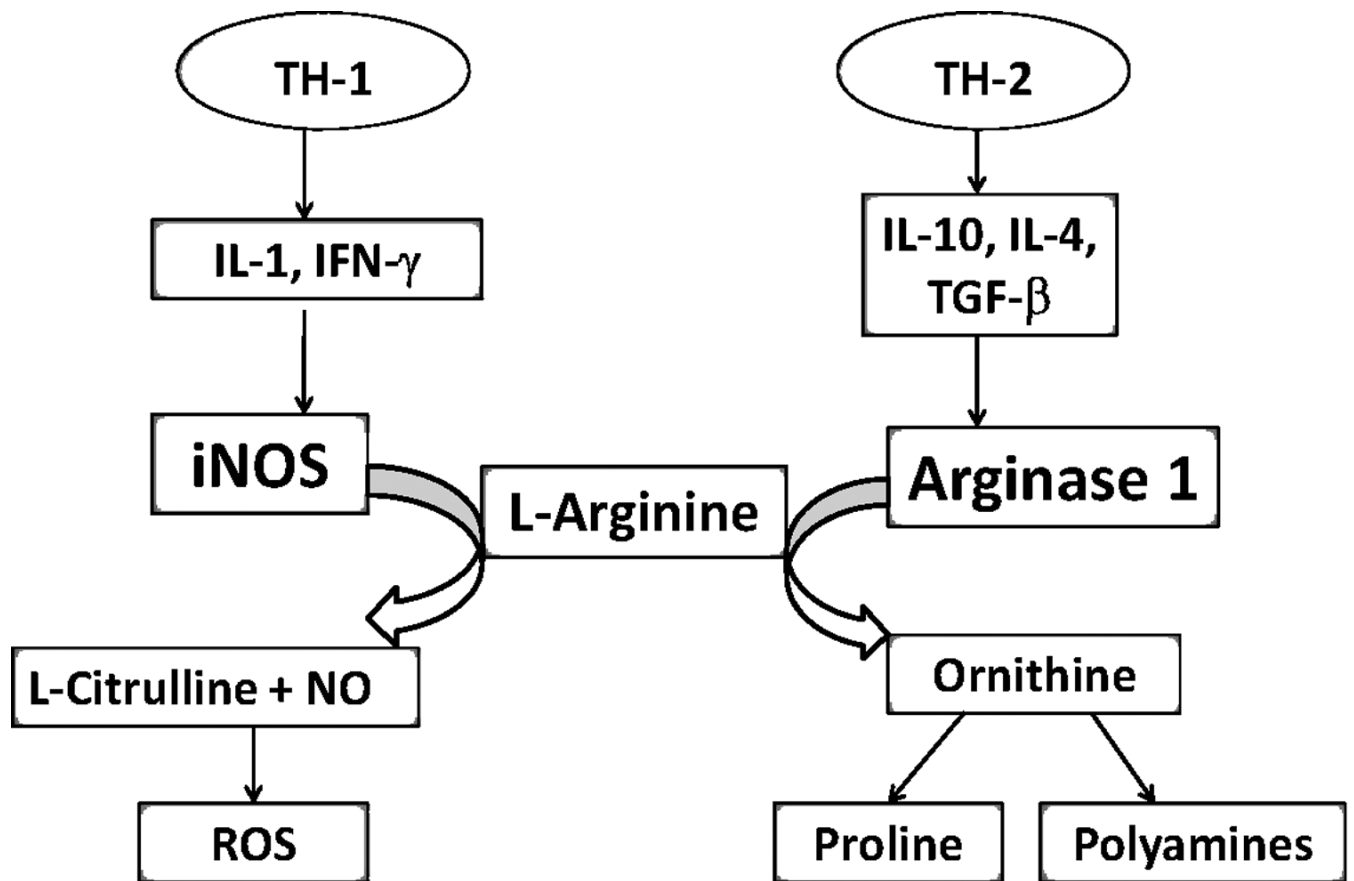 TH-1
TH-2
IL-1, IFN-γ
IL-10, IL-4,
TGF-β
iNOS
L-Arginine
Arginase 1
L-Citrulline + NO
Ornithine
ROS
Proline
Polyamines